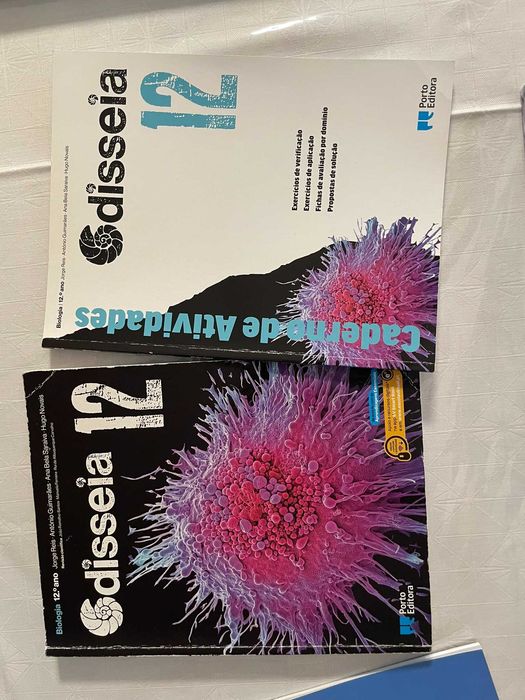 Biologia | 12.º ano Jorge Reis · António Guimarães · Ana Bela Saraiva · Hugo Novais
Odisseia
12
Exercícios de verificação
Exercícios de aplicação
Fichas de avaliação por domínio
Propostas de solução
Porto
Editora
Caderno de Atividades
Biologia 12.º ano Jorge Reis · António Guimarães · Ana Bela Saraiva · Hugo Novais
Odisseia 12
Porto
Editora